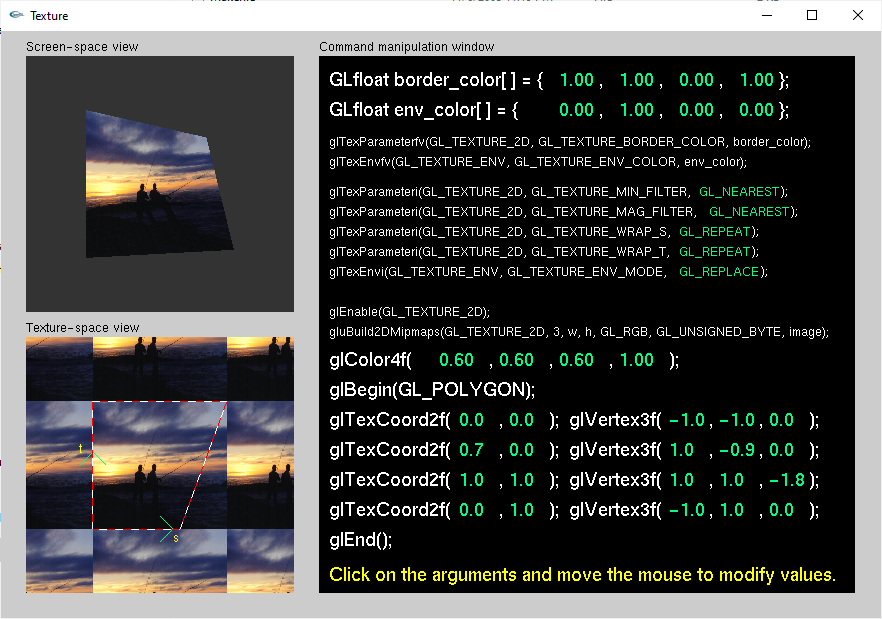 Texture
Screen-space view
Command manipulation window
GLfloat border_color[ ] = { 1.00 , 1.00 , 0.00 , 1.00 };
GLfloat env_color[ ] = { 0.00 , 1.00 , 0.00 , 0.00 };
glTexParameterfv(GL_TEXTURE_2D, GL_TEXTURE_BORDER_COLOR, border_color);
glTexEnvfv(GL_TEXTURE_ENV, GL_TEXTURE_ENV_COLOR, env_color);
glTexParameteri(GL_TEXTURE_2D, GL_TEXTURE_MIN_FILTER, GL_NEAREST);
glTexParameteri(GL_TEXTURE_2D, GL_TEXTURE_MAG_FILTER, GL_NEAREST);
glTexParameteri(GL_TEXTURE_2D, GL_TEXTURE_WRAP_S, GL_REPEAT);
glTexParameteri(GL_TEXTURE_2D, GL_TEXTURE_WRAP_T, GL_REPEAT);
glTexEnvi(GL_TEXTURE_ENV, GL_TEXTURE_ENV_MODE, GL_REPLACE);
glEnable(GL_TEXTURE_2D);
gluBuild2DMipmaps(GL_TEXTURE_2D, 3, w, h, GL_RGB, GL_UNSIGNED_BYTE, image);
glColor4f( 0.60 , 0.60 , 0.60 , 1.00 );
glBegin(GL_POLYGON);
glTexCoord2f( 0.0 , 0.0 ); glVertex3f( -1.0 , -1.0 , 0.0 );
glTexCoord2f( 0.7 , 0.0 ); glVertex3f( 1.0 , -0.9 , 0.0 );
glTexCoord2f( 1.0 , 1.0 ); glVertex3f( 1.0 , 1.0 , -1.8 );
glTexCoord2f( 0.0 , 1.0 ); glVertex3f( -1.0 , 1.0 , 0.0 );
glEnd();
Click on the arguments and move the mouse to modify values.
Texture-space view
t
s